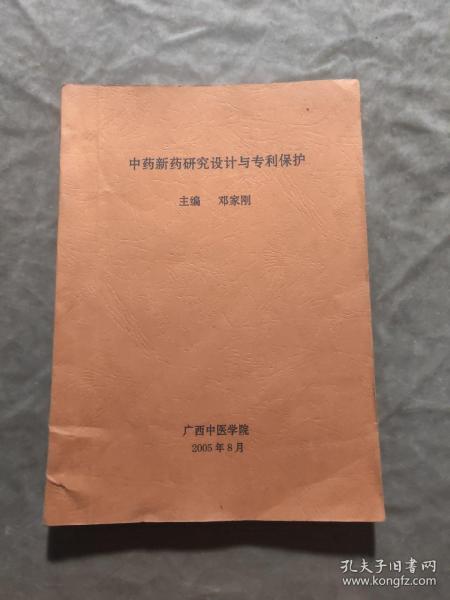 中药新药研究设计与专利保护
主编 邓家刚
广西中医学院
2005年8月
孔夫子旧书网
www.kongfz.com